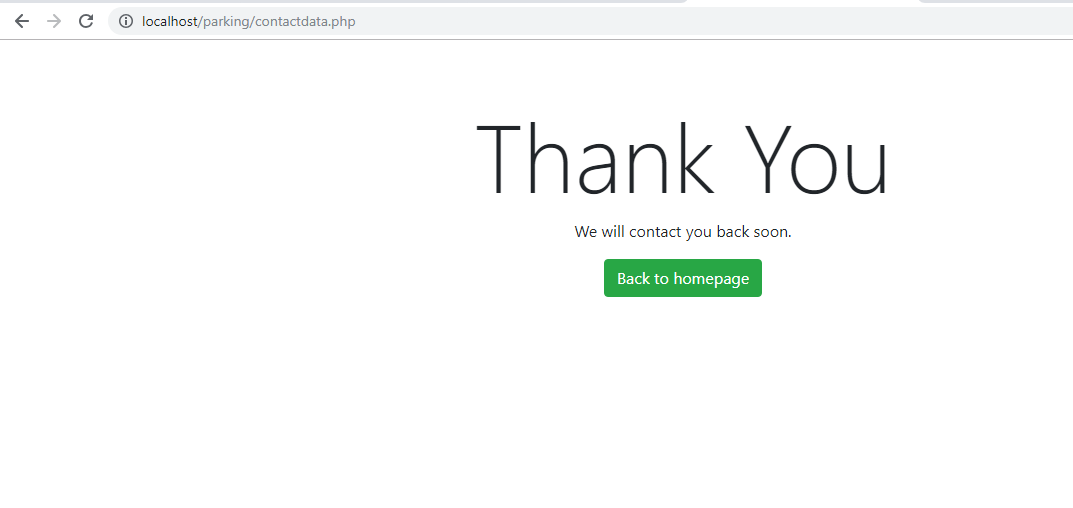 localhost/parking/contactdata.php
Thank You
We will contact you back soon.
Back to homepage